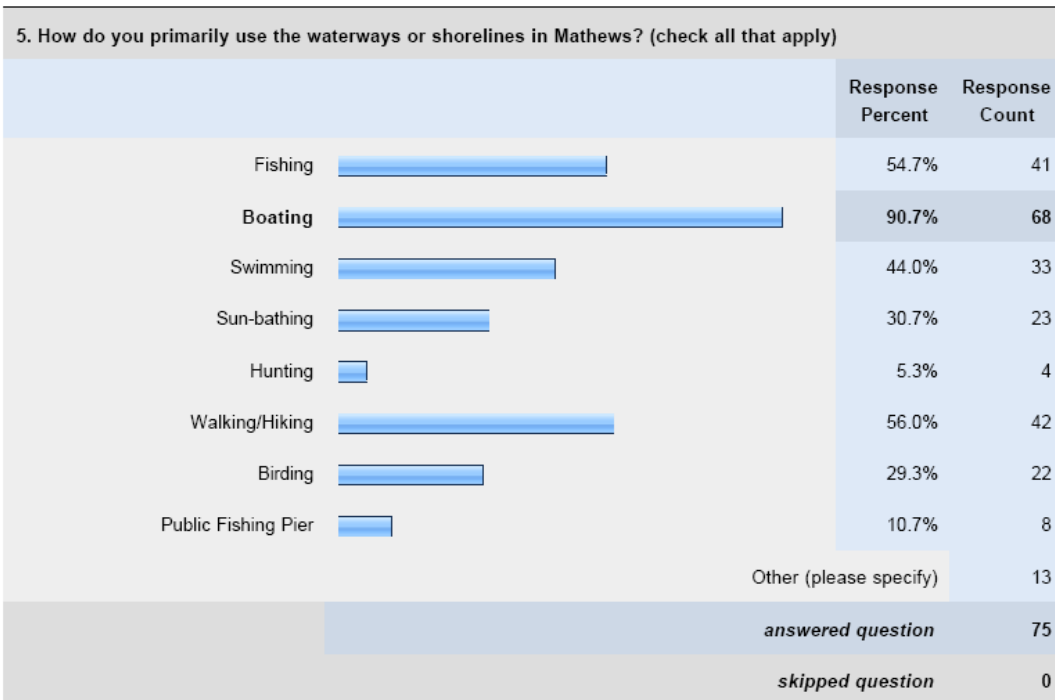 5. How do you primarily use the waterways or shorelines in Mathews? (check all that apply)
Response Percent Response Count
Fishing 54.7% 41
Boating 90.7% 68
Swimming 44.0% 33
Sun-bathing 30.7% 23
Hunting 5.3% 4
Walking/Hiking 56.0% 42
Birding 29.3% 22
Public Fishing Pier 10.7% 8
Other (please specify) 13
answered question 75
skipped question 0